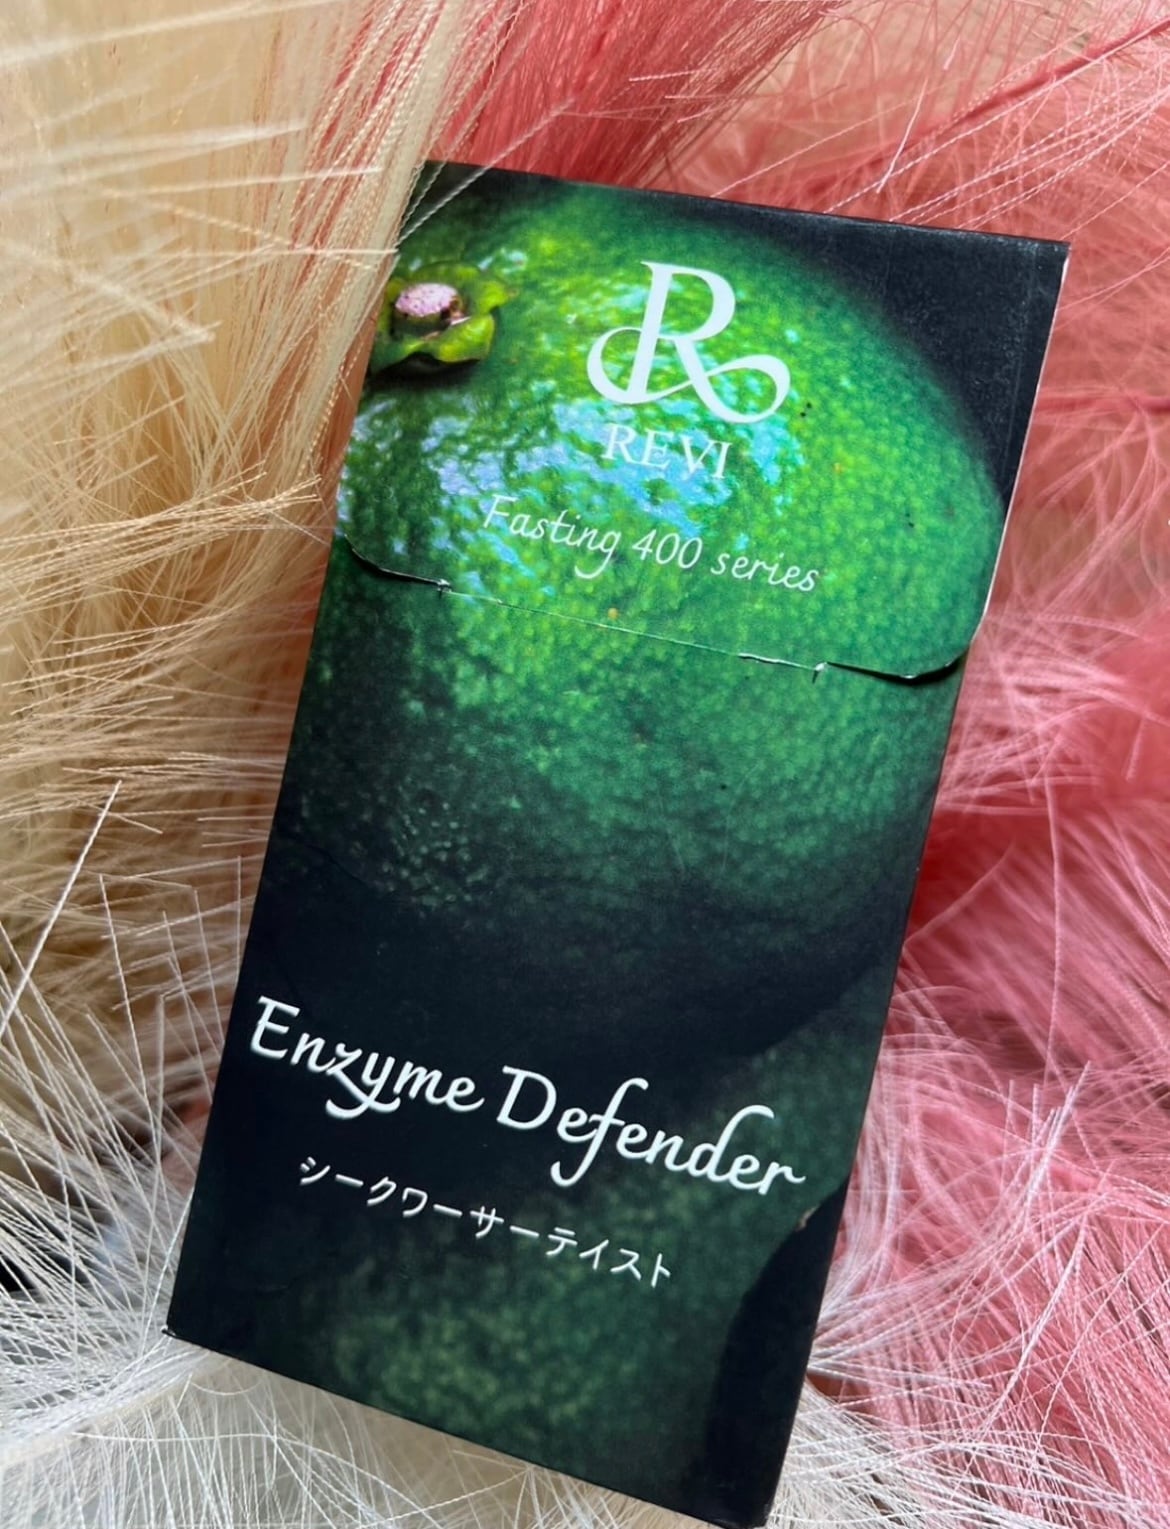 R
REVI
Fasting 400 series
Enzyme Defender
シークワーサーテイスト